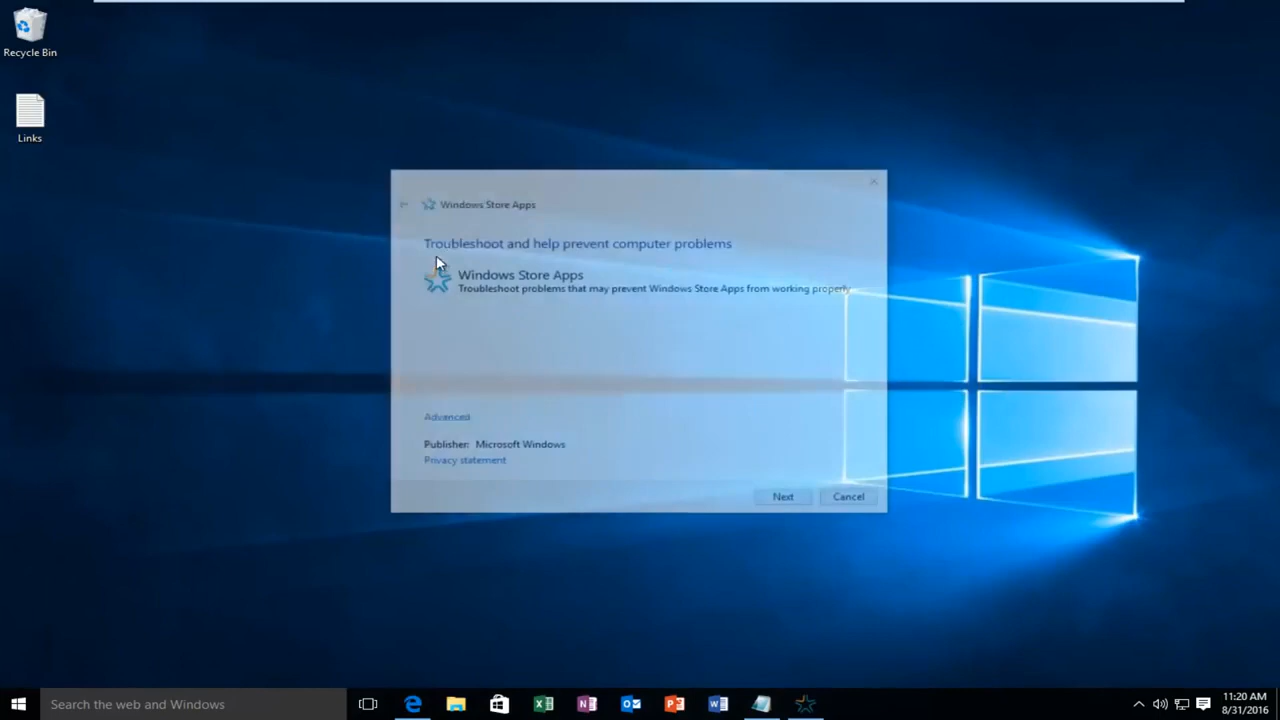 Recycle Bin
Links
Windows Store Apps
Troubleshoot and help prevent computer problems
Windows Store Apps
Troubleshoot problems that may prevent Windows Store Apps from working properly
Advanced
Publisher: Microsoft Windows
Privacy statement
Next Cancel
Search the web and Windows
11:20 AM
8/31/2016